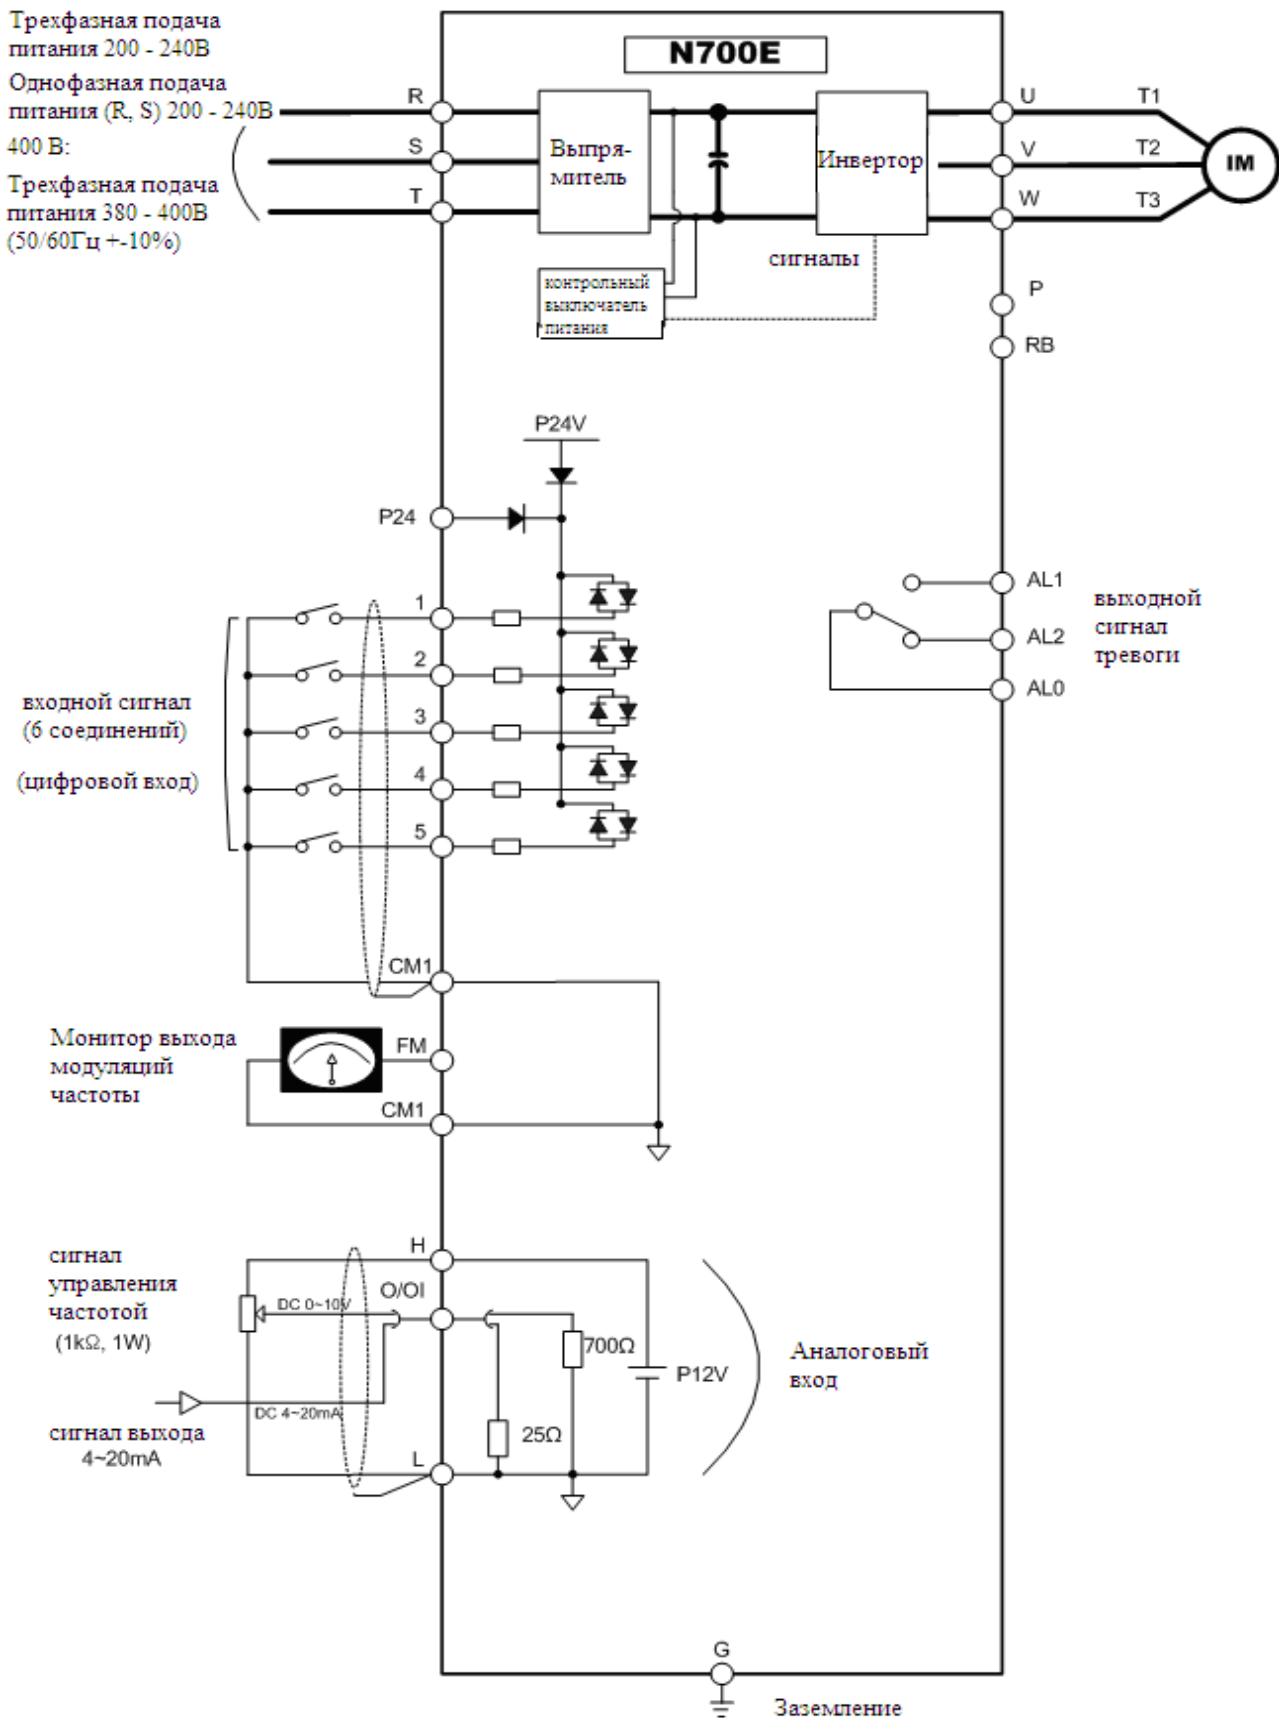 Трехфазная подача
питания 200 - 240В
Однофазная подача
питания (R, S) 200 - 240В
400 В:
Трехфазная подача
питания 380 - 400В
(50/60Гц +-10%)
N700E
R
S
T
Выпря-
митель
Инвертор
U
V
W
T1
T2
T3
IM
сигналы
контрольный
выключатель
питания
P
RB
P24V
P24
1
2
3
4
5
входной сигнал
(6 соединений)
(цифровой вход)
AL1
AL2
AL0
выходной
сигнал
тревоги
CM1
Монитор выхода
модуляций
частоты
FM
CM1
сигнал
управления
частотой
(1kΩ, 1W)
H
O/OI
DC 0~10V
700Ω
P12V
Аналоговый
вход
DC 4~20mA
сигнал выхода
4~20mA
25Ω
L
G
Заземление